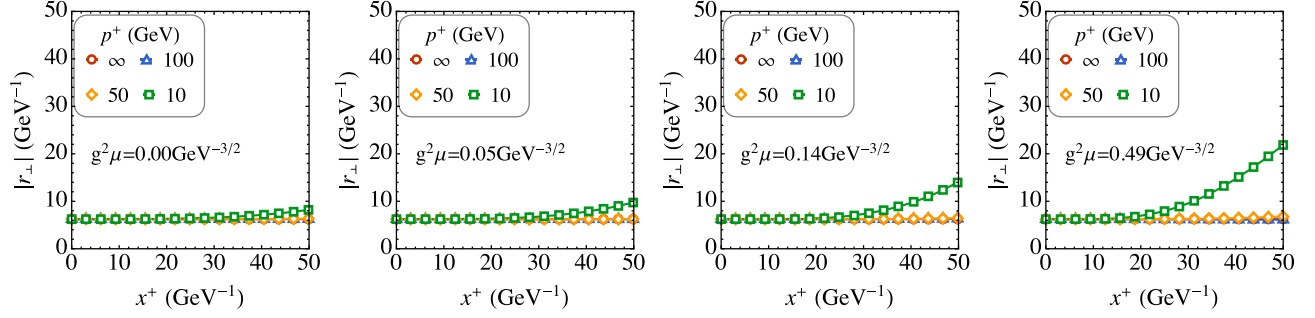 50
40
30
20
10
0
|r⊥| (GeV⁻¹)
p⁺ (GeV)
∞ 100
50 10
g²μ=0.00GeV⁻³/²
0 10 20 30 40 50
x⁺ (GeV⁻¹)
50
40
30
20
10
0
|r⊥| (GeV⁻¹)
p⁺ (GeV)
∞ 100
50 10
g²μ=0.05GeV⁻³/²
0 10 20 30 40 50
x⁺ (GeV⁻¹)
50
40
30
20
10
0
|r⊥| (GeV⁻¹)
p⁺ (GeV)
∞ 100
50 10
g²μ=0.14GeV⁻³/²
0 10 20 30 40 50
x⁺ (GeV⁻¹)
50
40
30
20
10
0
|r⊥| (GeV⁻¹)
p⁺ (GeV)
∞ 100
50 10
g²μ=0.49GeV⁻³/²
0 10 20 30 40 50
x⁺ (GeV⁻¹)